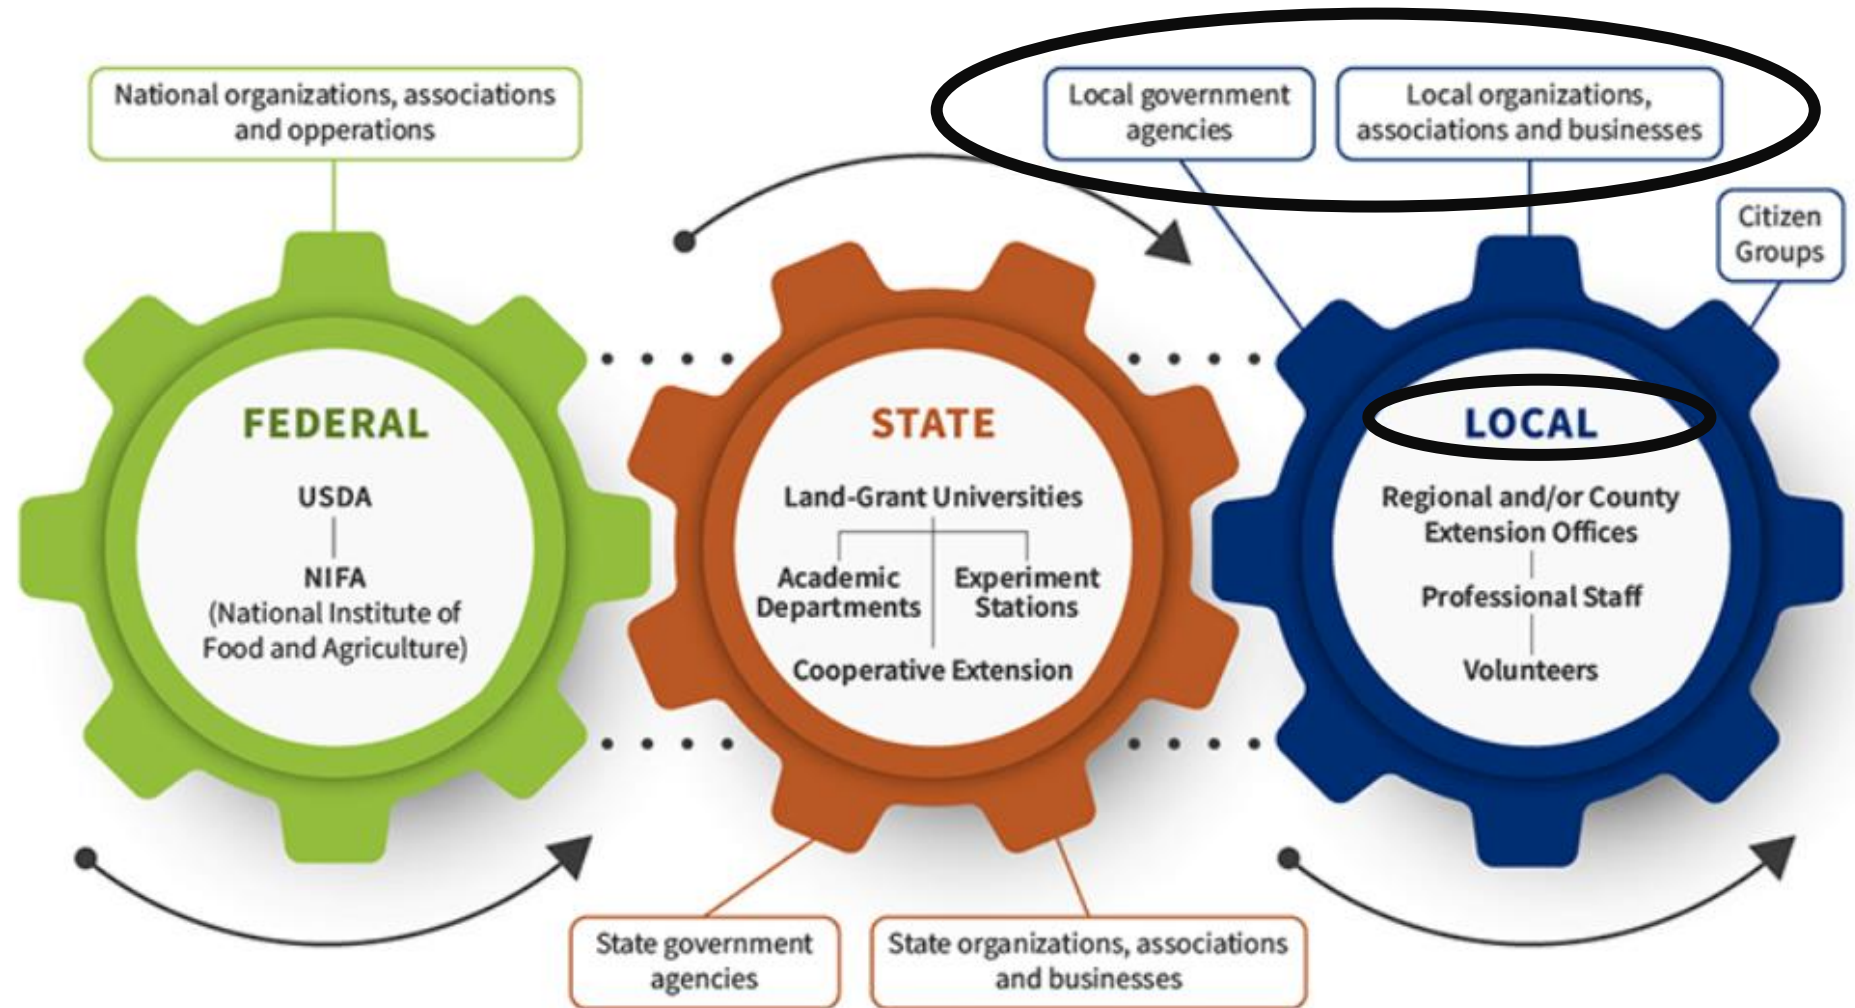 National organizations, associations
and opperations
Local government
agencies
Local organizations,
associations and businesses
Citizen
Groups
FEDERAL
USDA
NIFA
(National Institute of
Food and Agriculture)
STATE
Land-Grant Universities
Academic
Departments
Experiment
Stations
Cooperative Extension
LOCAL
Regional and/or County
Extension Offices
Professional Staff
Volunteers
State government
agencies
State organizations, associations
and businesses